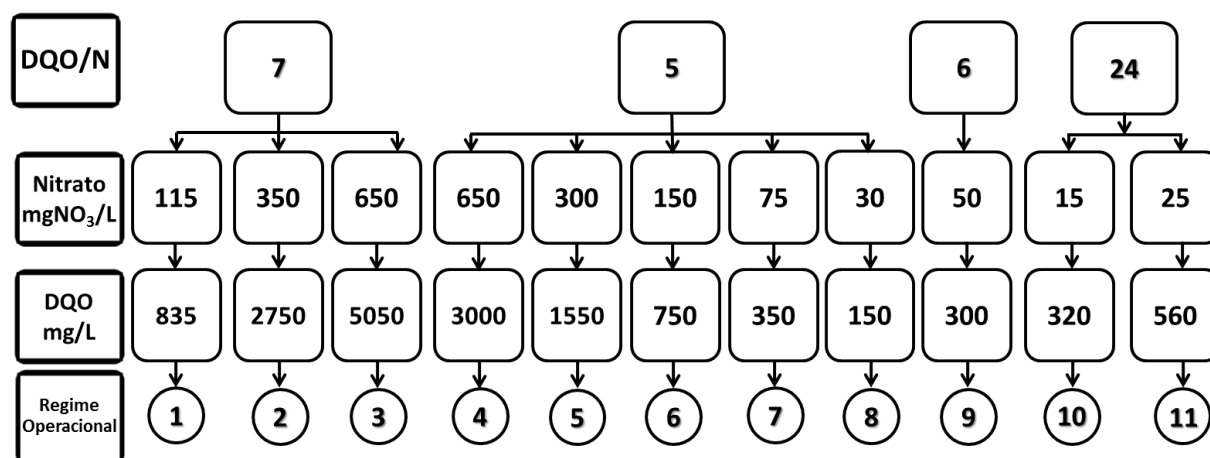 DQO/N
7 5 6 24
Nitrato
mgNO₃/L
115 350 650 650 300 150 75 30 50 15 25
DQO
mg/L
835 2750 5050 3000 1550 750 350 150 300 320 560
Regime
Operacional
1 2 3 4 5 6 7 8 9 10 11